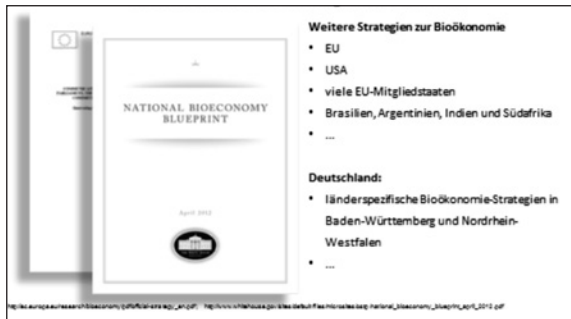 the
NATIONAL BIOECONOMY
BLUEPRINT
April 2012
Weitere Strategien zur Bioökonomie
• EU
• USA
• viele EU-Mitgliedstaaten
• Brasilien, Argentinien, Indien und Südafrika
• ...
Deutschland:
• länderspezifische Bioökonomie-Strategien in
Baden-Württemberg und Nordrhein-
Westfalen
• ...